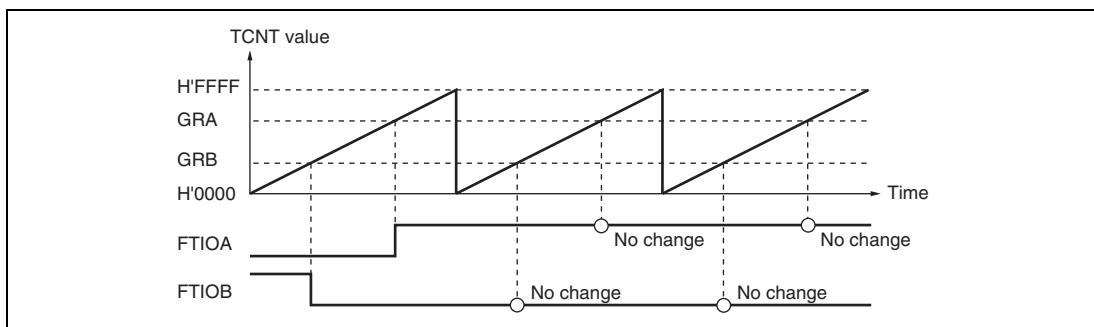 TCNT value
H'FFFF
GRA
GRB
H'0000
Time
FTIOA
No change
No change
FTIOB
No change
No change